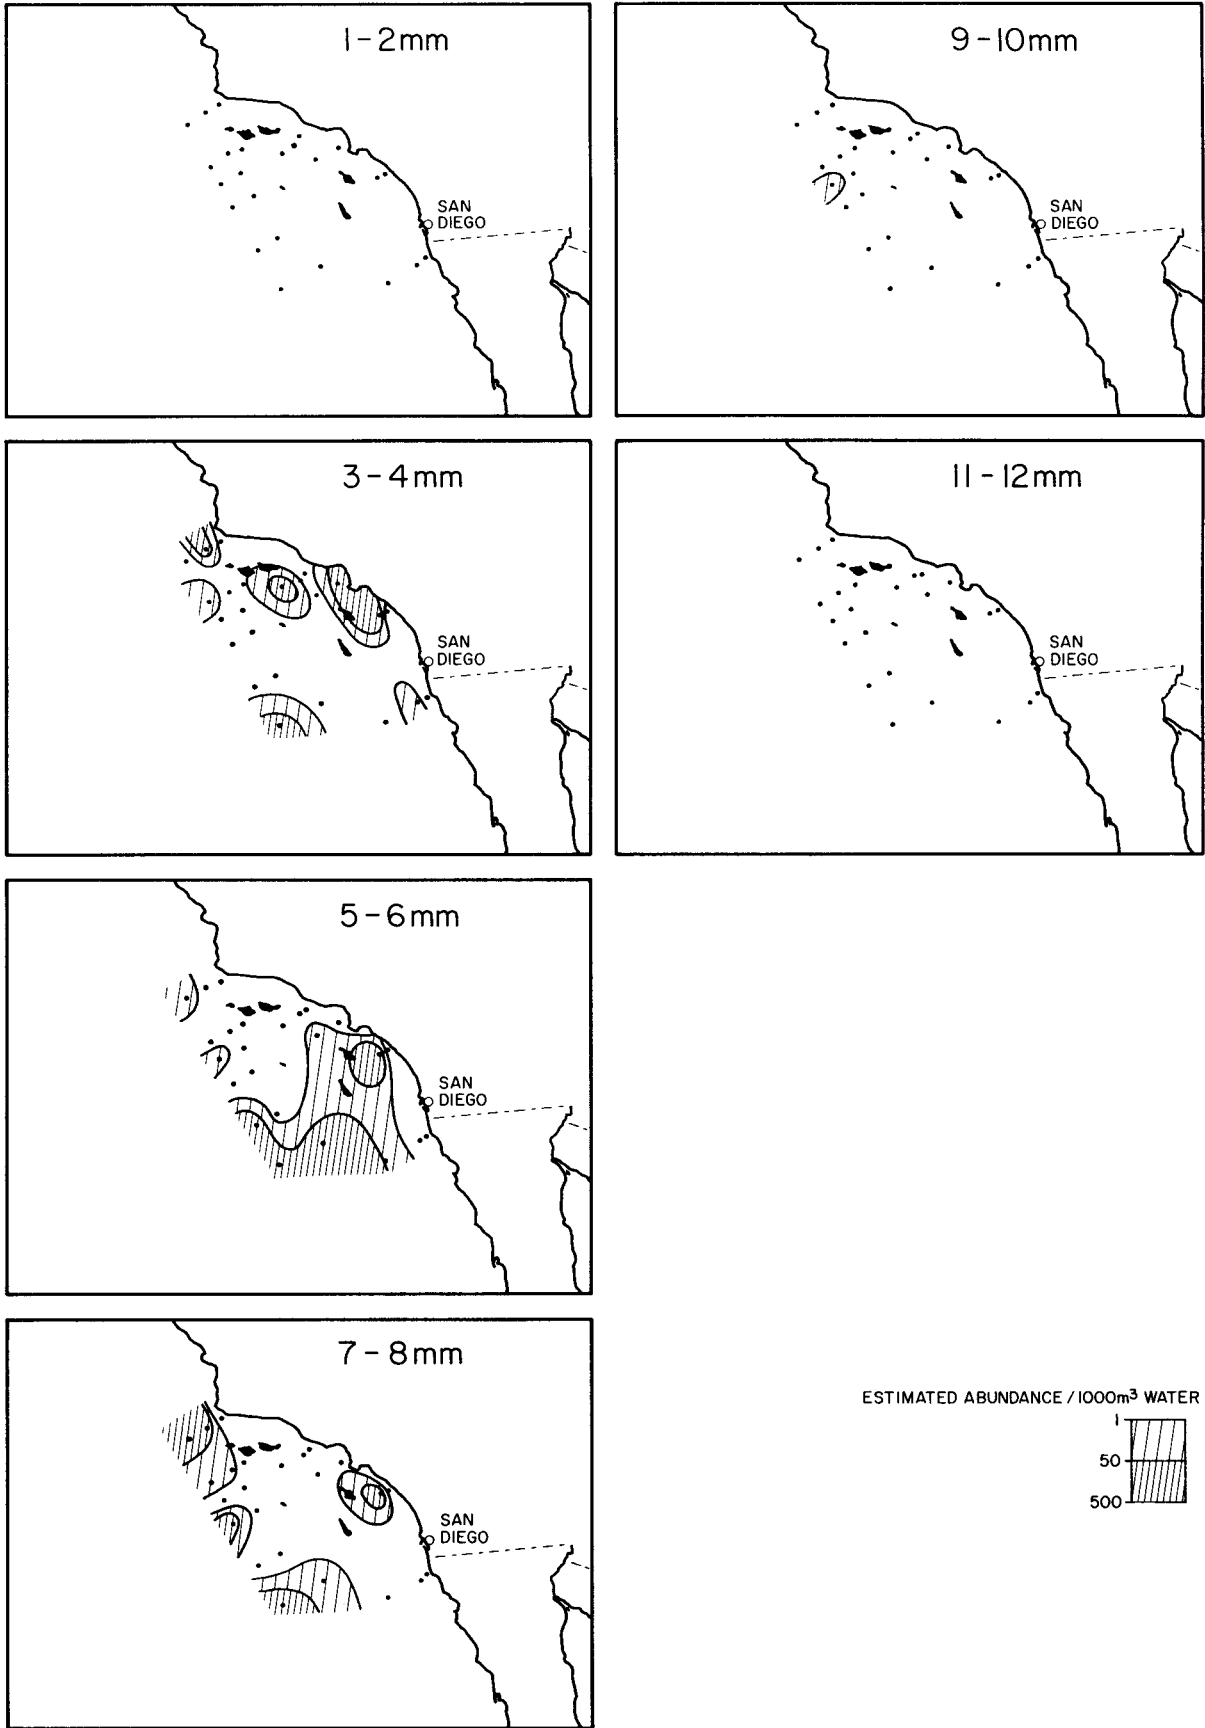 1-2mm
SAN
DIEGO
9-10mm
SAN
DIEGO
3-4mm
SAN
DIEGO
11-12mm
SAN
DIEGO
5-6mm
SAN
DIEGO
7-8mm
SAN
DIEGO
ESTIMATED ABUNDANCE / 1000m³ WATER
1
50
500